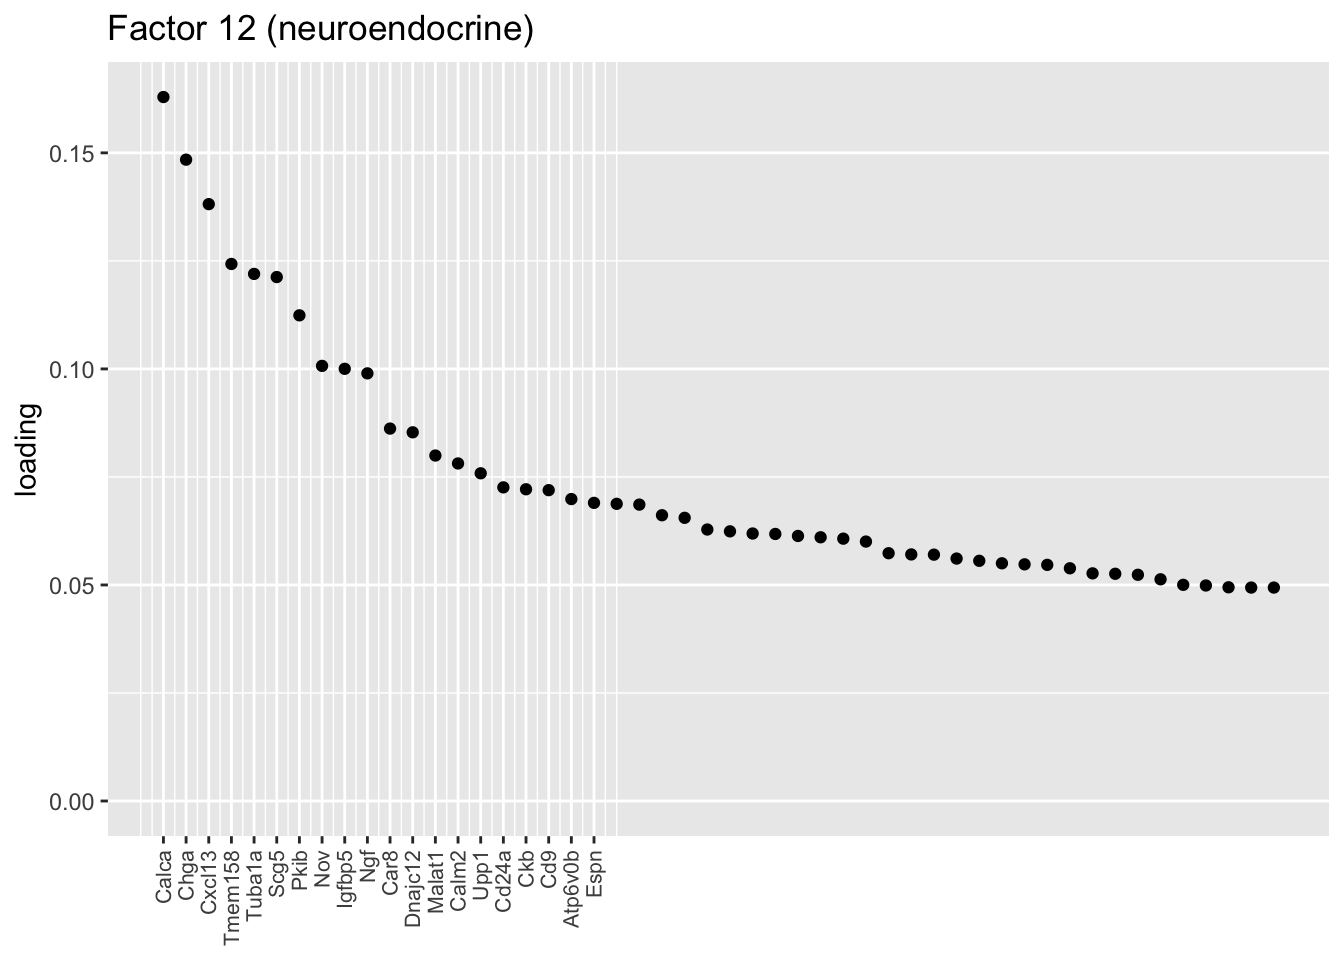 Factor 12 (neuroendocrine)
loading
0.15
0.10
0.05
0.00
Calca
Chga
Cxcl13
Tmem158
Tuba1a
Scg5
Pkib
Nov
Igfbp5
Ngf
Car8
Dnajc12
Malat1
Calm2
Upp1
Cd24a
Ckb
Cd9
Atp6v0b
Espn